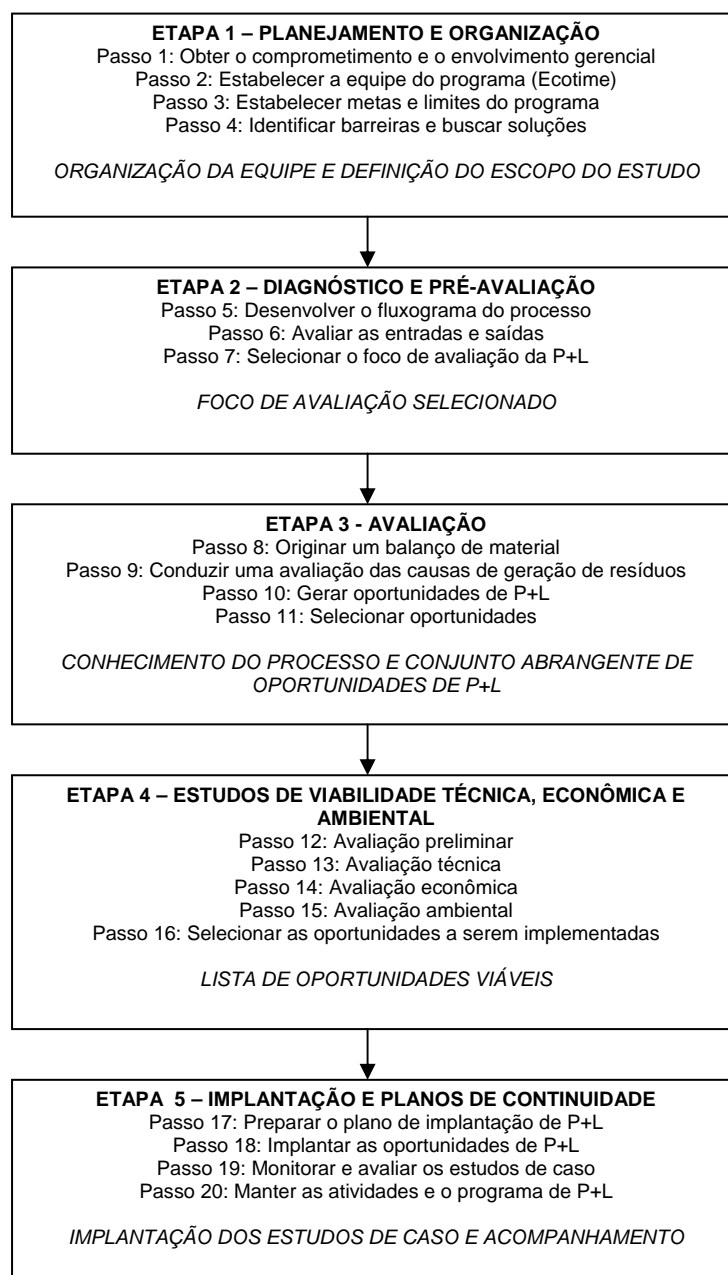 ETAPA 1 – PLANEJAMENTO E ORGANIZAÇÃO
Passo 1: Obter o comprometimento e o envolvimento gerencial
Passo 2: Estabelecer a equipe do programa (Ecotime)
Passo 3: Estabelecer metas e limites do programa
Passo 4: Identificar barreiras e buscar soluções
ORGANIZAÇÃO DA EQUIPE E DEFINIÇÃO DO ESCOPO DO ESTUDO
ETAPA 2 – DIAGNÓSTICO E PRÉ-AVALIAÇÃO
Passo 5: Desenvolver o fluxograma do processo
Passo 6: Avaliar as entradas e saídas
Passo 7: Selecionar o foco de avaliação da P+L
FOCO DE AVALIAÇÃO SELECIONADO
ETAPA 3 - AVALIAÇÃO
Passo 8: Originar um balanço de material
Passo 9: Conduzir uma avaliação das causas de geração de resíduos
Passo 10: Gerar oportunidades de P+L
Passo 11: Selecionar oportunidades
CONHECIMENTO DO PROCESSO E CONJUNTO ABRANGENTE DE
OPORTUNIDADES DE P+L
ETAPA 4 – ESTUDOS DE VIABILIDADE TÉCNICA, ECONÔMICA E
AMBIENTAL
Passo 12: Avaliação preliminar
Passo 13: Avaliação técnica
Passo 14: Avaliação econômica
Passo 15: Avaliação ambiental
Passo 16: Selecionar as oportunidades a serem implementadas
LISTA DE OPORTUNIDADES VIÁVEIS
ETAPA 5 – IMPLANTAÇÃO E PLANOS DE CONTINUIDADE
Passo 17: Preparar o plano de implantação de P+L
Passo 18: Implantar as oportunidades de P+L
Passo 19: Monitorar e avaliar os estudos de caso
Passo 20: Manter as atividades e o programa de P+L
IMPLANTAÇÃO DOS ESTUDOS DE CASO E ACOMPANHAMENTO